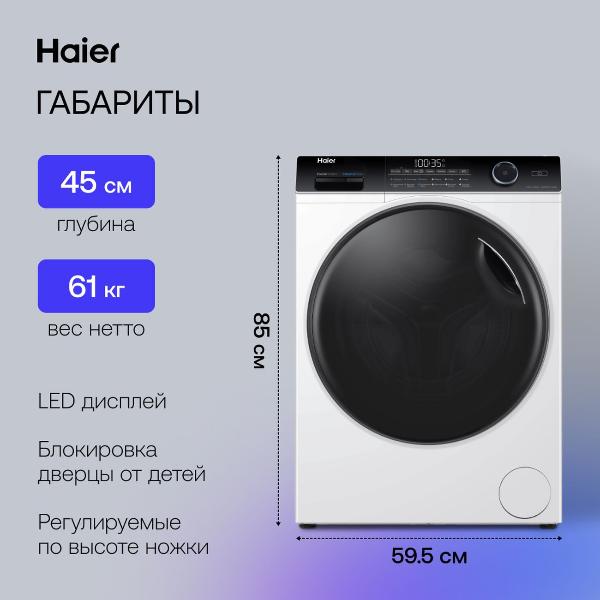 Haier
ГАБАРИТЫ
45 см
глубина
61 кг
вес нетто
LED дисплей
Блокировка
дверцы от детей
Регулируемые
по высоте ножки
Haier
00:35
85 см
59.5 см